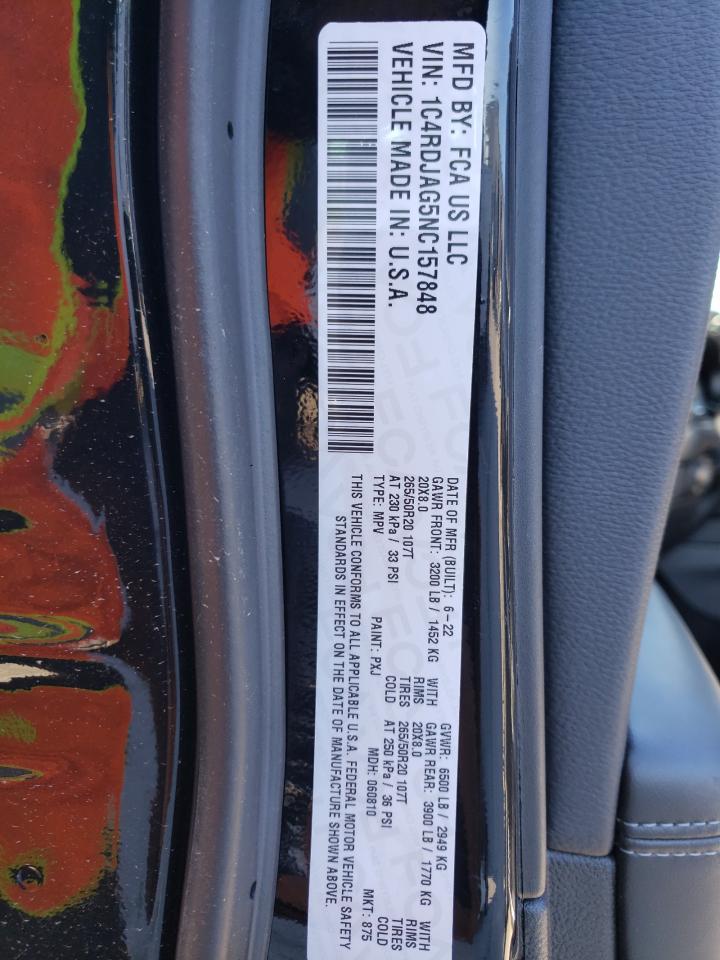 MFD BY: FCA US LLC
VIN: 1C4RDJAG5NC157848
VEHICLE MADE IN: U.S.A.
DATE OF MFR (BUILT): 6-22 GVWR: 6500 LB / 2949 KG
GAWR FRONT: 3200 LB / 1452 KG WITH GAWR REAR: 3900 LB / 1770 KG WITH
20X8.0 RIMS 20X8.0 RIMS
265/50R20 107T TIRES 265/50R20 107T TIRES
AT 230 kPa / 33 PSI COLD AT 250 kPa / 36 PSI COLD
TYPE: MPV PAINT: PXJ MDH: 060810 MKT: 875
THIS VEHICLE CONFORMS TO ALL APPLICABLE U.S.A. FEDERAL MOTOR VEHICLE SAFETY
STANDARDS IN EFFECT ON THE DATE OF MANUFACTURE SHOWN ABOVE.